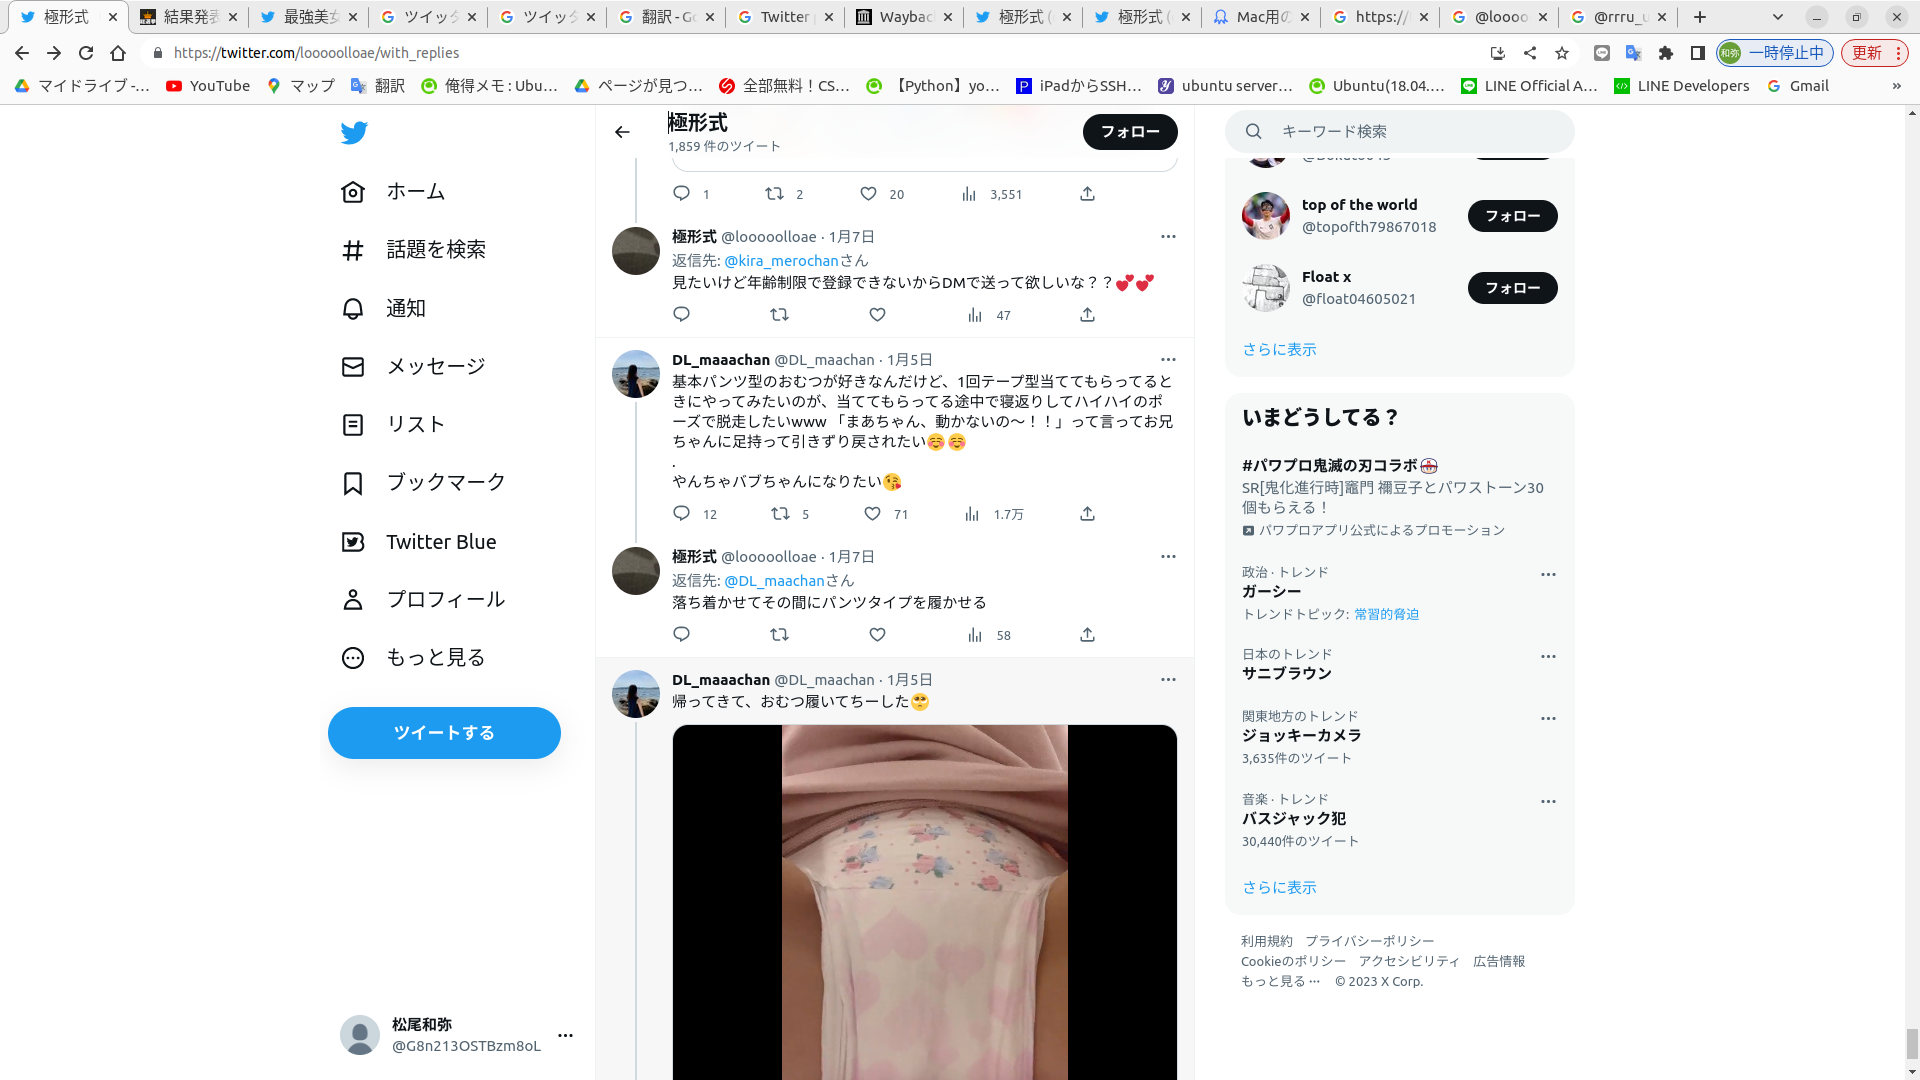 極形式
結果発表
最強美女
ツイッタ
ツイッタ
翻訳 - Go
Twitter p
Waybac
極形式 (
極形式 (
Mac用の
https://
@loooo
@rrru_u
https://twitter.com/looooolloae/with_replies
和弥
一時停止中
更新
マイドライブ -...
YouTube
マップ
翻訳
俺得メモ : Ubu...
ページが見つ...
全部無料！CS...
【Python】yo...
iPadからSSH...
ubuntu server...
Ubuntu(18.04....
LINE Official A...
LINE Developers
Gmail
»
ホーム
話題を検索
通知
メッセージ
リスト
ブックマーク
Twitter Blue
プロフィール
もっと見る
ツイートする
松尾和弥
@G8n213OSTBzm8oL
極形式
1,859 件のツイート
フォロー
1 2 20 3,551
極形式 @looooolloae · 1月7日
返信先: @kira_merochanさん
見たいけど年齢制限で登録できないからDMで送って欲しいな？？💕💕
47
DL_maaachan @DL_maachan · 1月5日
基本パンツ型のおむつが好きなんだけど、1回テープ型当ててもらってると
きにやってみたいのが、当ててもらってる途中で寝返りしてハイハイのポ
ーズで脱走したいwww 「まあちゃん、動かないの〜！！」って言ってお兄
ちゃんに足持って引きずり戻されたい☺️☺️
.
やんちゃバブちゃんになりたい😘
12 5 71 1.7万
極形式 @looooolloae · 1月7日
返信先: @DL_maachanさん
落ち着かせてその間にパンツタイプを履かせる
58
DL_maaachan @DL_maachan · 1月5日
帰ってきて、おむつ履いてちーした🥺
キーワード検索
top of the world
@topofth79867018
フォロー
Float x
@float04605021
フォロー
さらに表示
いまどうしてる？
#パワプロ鬼滅の刃コラボ
SR[鬼化進行時]竈門 禰豆子とパワストーン30
個もらえる！
パワプロアプリ公式によるプロモーション
政治 · トレンド
ガーシー
トレンドトピック: 常習的脅迫
日本のトレンド
サニブラウン
関東地方のトレンド
ジョッキーカメラ
3,635件のツイート
音楽 · トレンド
バスジャック犯
30,440件のツイート
さらに表示
利用規約 プライバシーポリシー
Cookieのポリシー アクセシビリティ 広告情報
もっと見る ··· © 2023 X Corp.